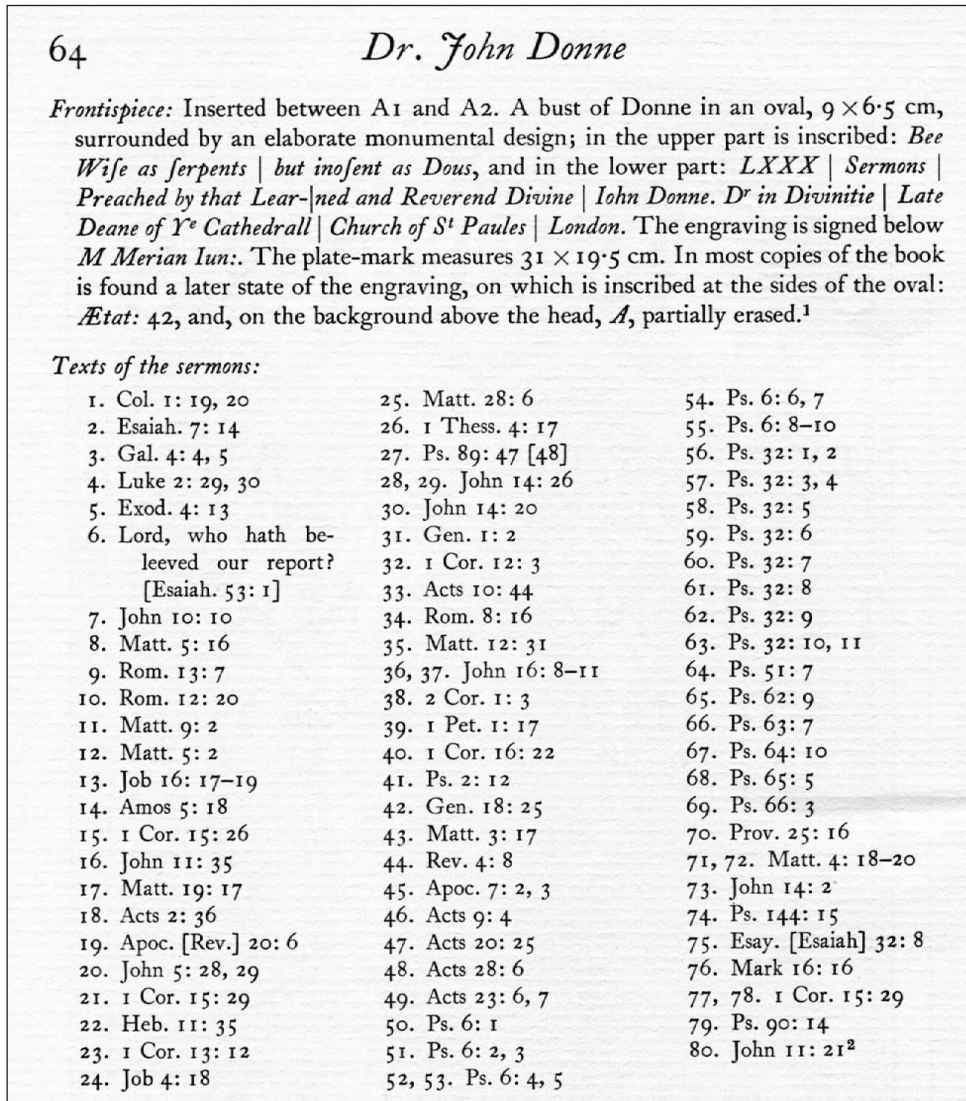 64 Dr. John Donne
Frontispiece: Inserted between A1 and A2. A bust of Donne in an oval, 9 × 6·5 cm,
surrounded by an elaborate monumental design; in the upper part is inscribed: Bee
Wiſe as ſerpents | but inoſent as Dous, and in the lower part: LXXX | Sermons |
Preached by that Lear-|ned and Reverend Divine | Iohn Donne. Dʳ in Divinitie | Late
Deane of Yᵉ Cathedrall | Church of Sᵗ Paules | London. The engraving is signed below
M Merian Iun:. The plate-mark measures 31 × 19·5 cm. In most copies of the book
is found a later state of the engraving, on which is inscribed at the sides of the oval:
Ætat: 42, and, on the background above the head, A, partially erased.¹
Texts of the sermons:
1. Col. 1: 19, 20
2. Esaiah. 7: 14
3. Gal. 4: 4, 5
4. Luke 2: 29, 30
5. Exod. 4: 13
6. Lord, who hath be-
leeved our report?
[Esaiah. 53: 1]
7. John 10: 10
8. Matt. 5: 16
9. Rom. 13: 7
10. Rom. 12: 20
11. Matt. 9: 2
12. Matt. 5: 2
13. Job 16: 17–19
14. Amos 5: 18
15. 1 Cor. 15: 26
16. John 11: 35
17. Matt. 19: 17
18. Acts 2: 36
19. Apoc. [Rev.] 20: 6
20. John 5: 28, 29
21. 1 Cor. 15: 29
22. Heb. 11: 35
23. 1 Cor. 13: 12
24. Job 4: 18
25. Matt. 28: 6
26. 1 Thess. 4: 17
27. Ps. 89: 47 [48]
28, 29. John 14: 26
30. John 14: 20
31. Gen. 1: 2
32. 1 Cor. 12: 3
33. Acts 10: 44
34. Rom. 8: 16
35. Matt. 12: 31
36, 37. John 16: 8–11
38. 2 Cor. 1: 3
39. 1 Pet. 1: 17
40. 1 Cor. 16: 22
41. Ps. 2: 12
42. Gen. 18: 25
43. Matt. 3: 17
44. Rev. 4: 8
45. Apoc. 7: 2, 3
46. Acts 9: 4
47. Acts 20: 25
48. Acts 28: 6
49. Acts 23: 6, 7
50. Ps. 6: 1
51. Ps. 6: 2, 3
52, 53. Ps. 6: 4, 5
54. Ps. 6: 6, 7
55. Ps. 6: 8–10
56. Ps. 32: 1, 2
57. Ps. 32: 3, 4
58. Ps. 32: 5
59. Ps. 32: 6
60. Ps. 32: 7
61. Ps. 32: 8
62. Ps. 32: 9
63. Ps. 32: 10, 11
64. Ps. 51: 7
65. Ps. 62: 9
66. Ps. 63: 7
67. Ps. 64: 10
68. Ps. 65: 5
69. Ps. 66: 3
70. Prov. 25: 16
71, 72. Matt. 4: 18–20
73. John 14: 2
74. Ps. 144: 15
75. Esay. [Esaiah] 32: 8
76. Mark 16: 16
77, 78. 1 Cor. 15: 29
79. Ps. 90: 14
80. John 11: 21²